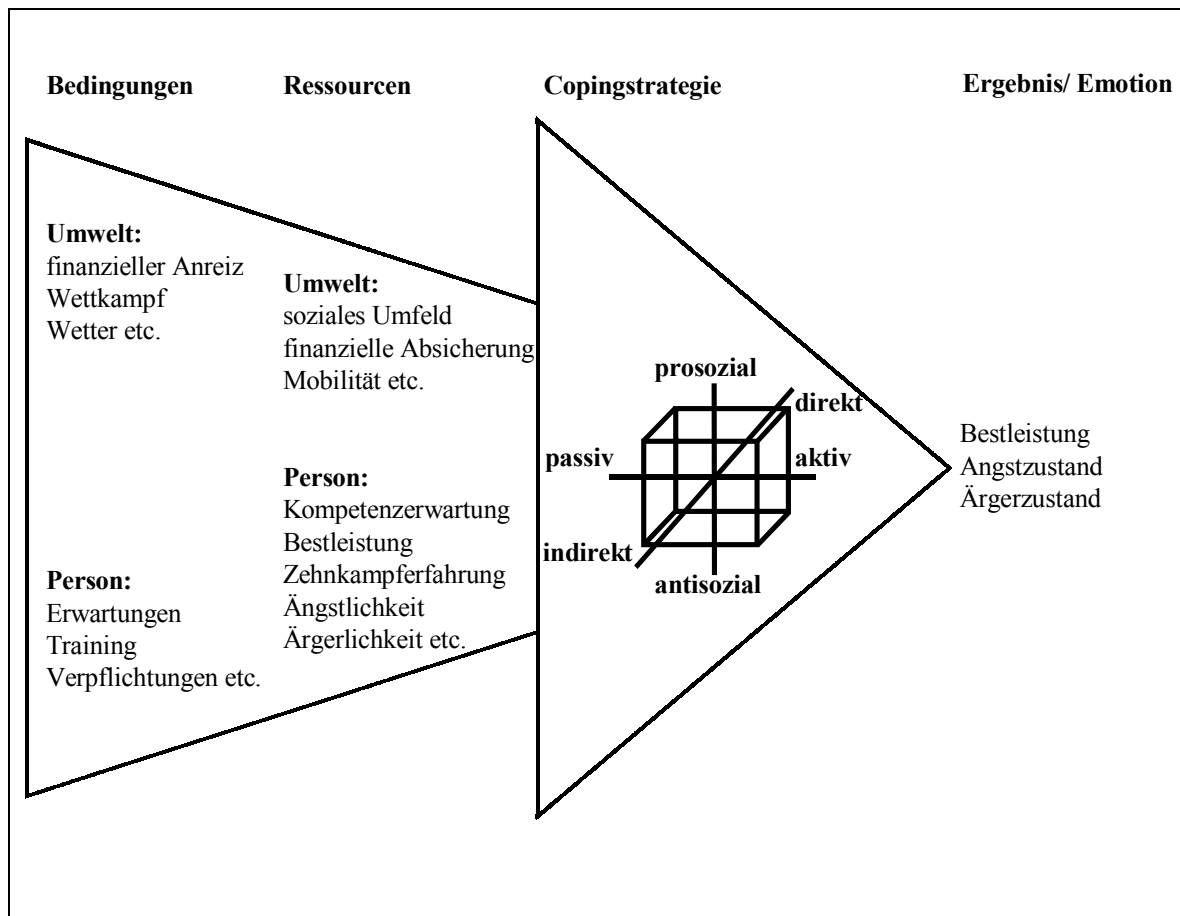 Bedingungen
Ressourcen
Copingstrategie
Ergebnis/ Emotion
Umwelt:
finanzieller Anreiz
Wettkampf
Wetter etc.
Person:
Erwartungen
Training
Verpflichtungen etc.
Umwelt:
soziales Umfeld
finanzielle Absicherung
Mobilität etc.
Person:
Kompetenzerwartung
Bestleistung
Zehnkampferfahrung
Ängstlichkeit
Ärgerlichkeit etc.
prosozial
direkt
passiv
aktiv
indirekt
antisozial
Bestleistung
Angstzustand
Ärgerzustand